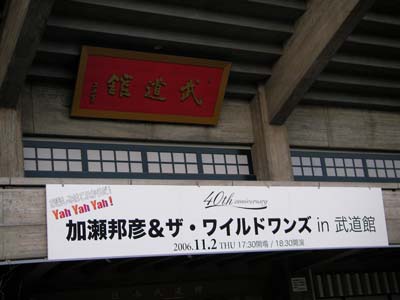 館道武
40th anniversary
Yah Yah Yah!
加瀬邦彦&ザ・ワイルドワンズ in 武道館
2006.11.2 THU 17:30開場 / 18:30開演